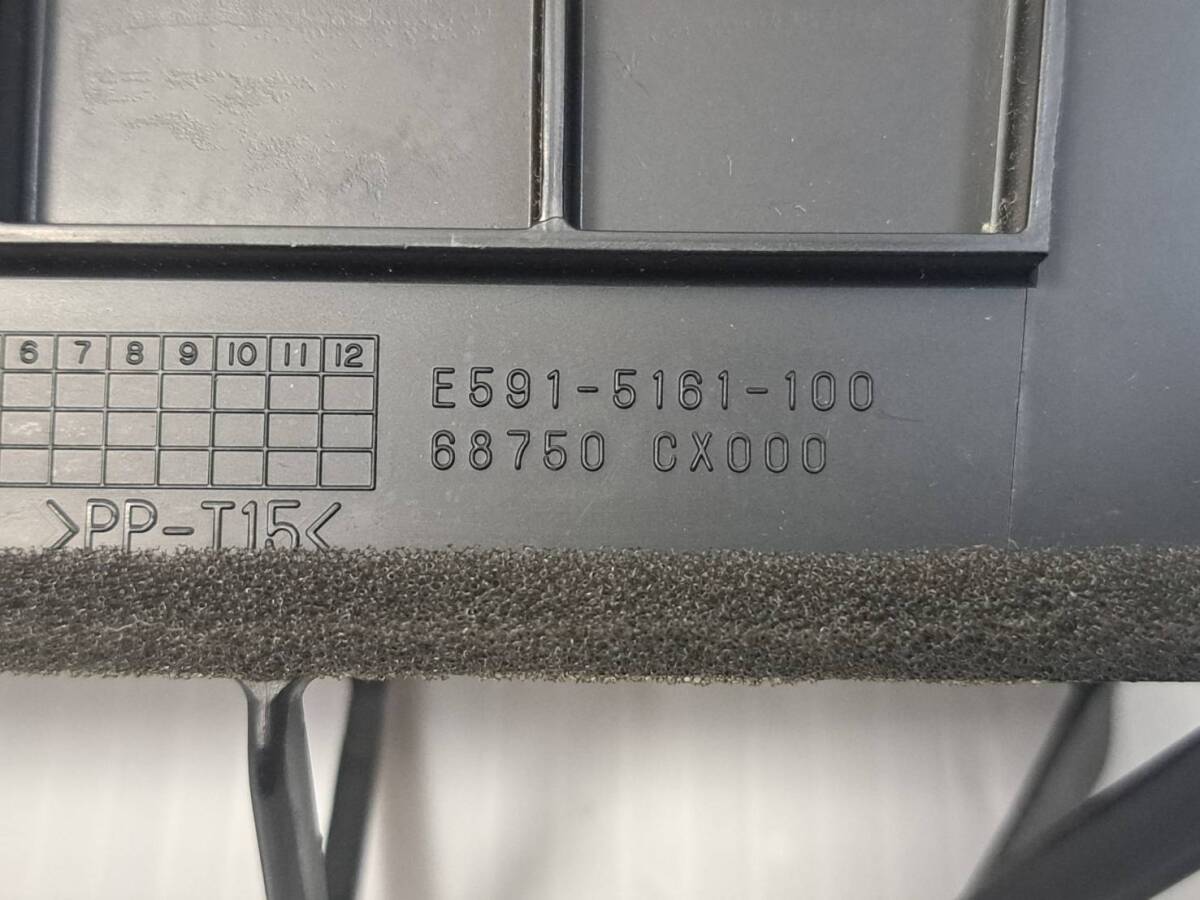 6 7 8 9 10 11 12
E591-5161-100
68750 CX000
>PP-T15<